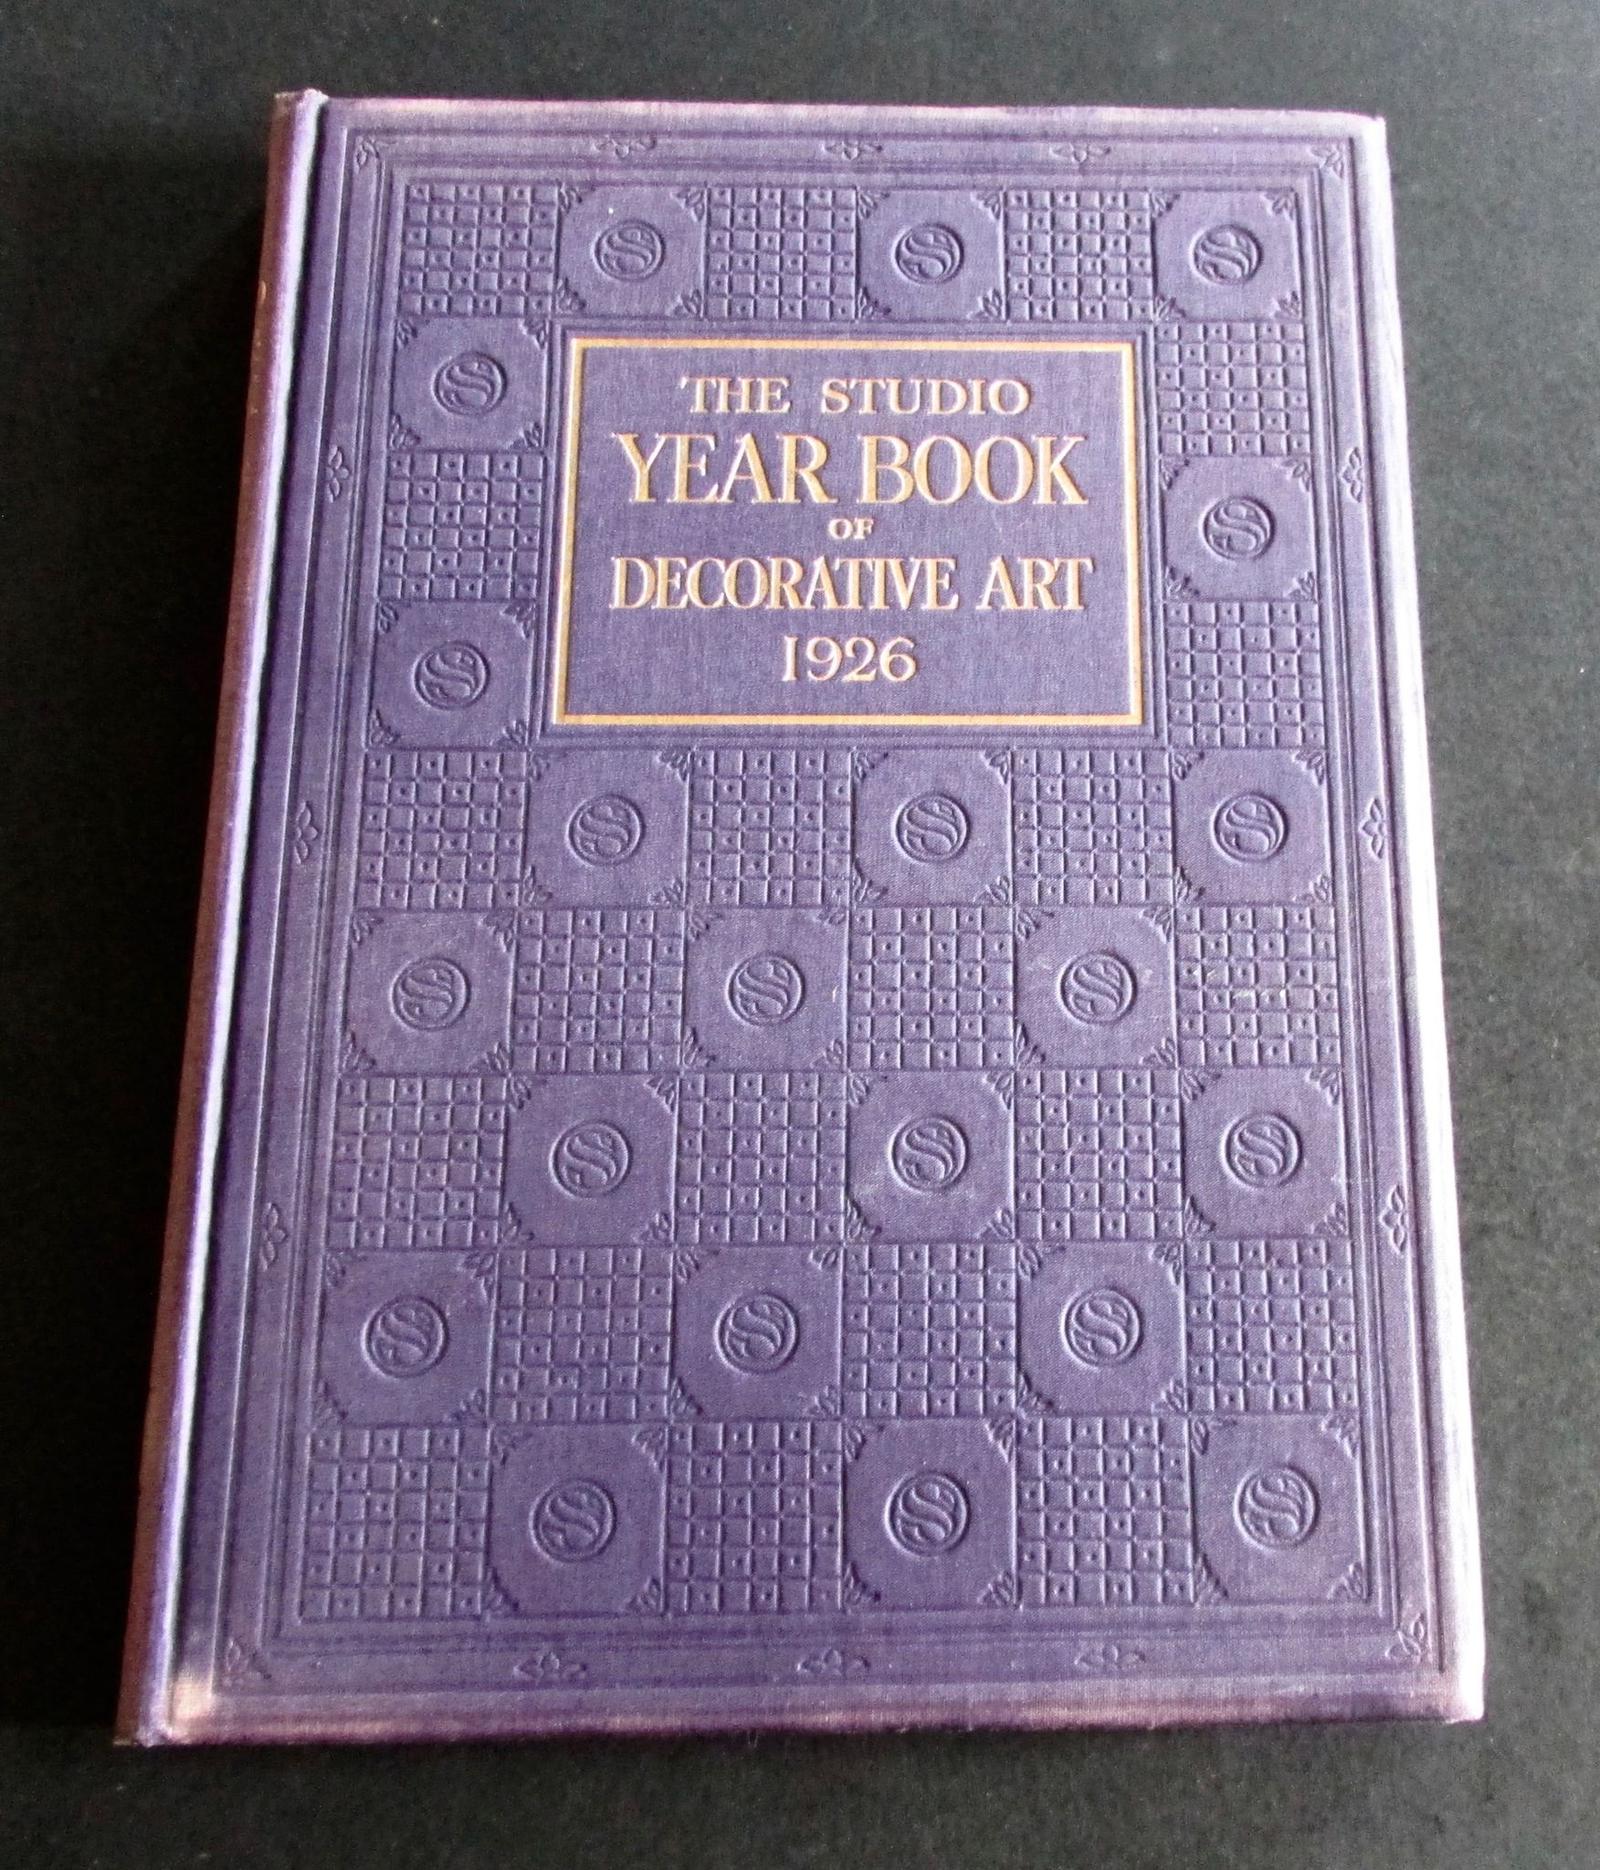 THE STUDIO
YEAR BOOK
OF
DECORATIVE ART
1926